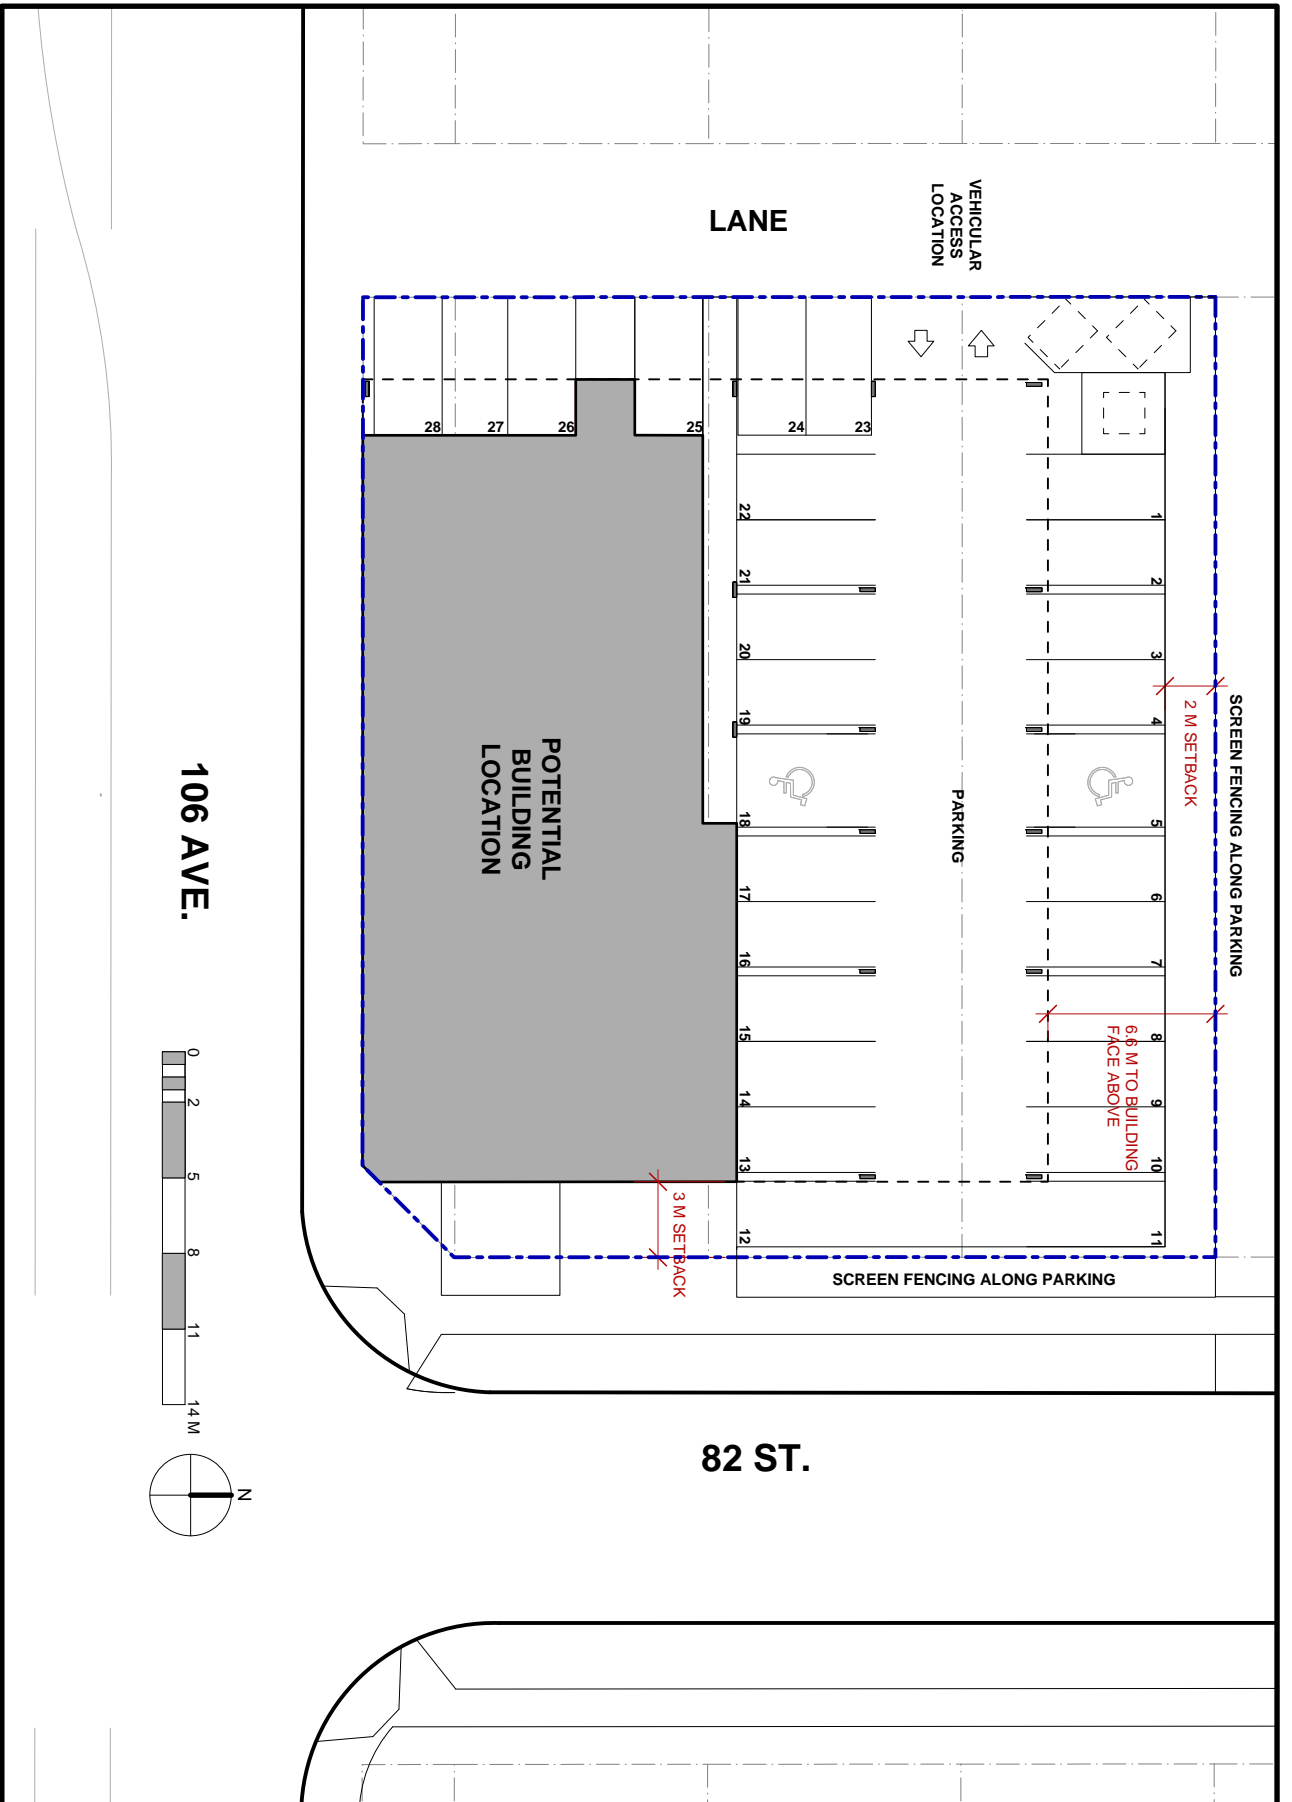 VEHICULAR
ACCESS
LOCATION
LANE
28
27
26
25
24
23
22
21
20
19
18
17
16
15
14
13
12
1
2
3
4
5
6
7
8
9
10
11
SCREEN FENCING ALONG PARKING
2 M SETBACK
PARKING
POTENTIAL
BUILDING
LOCATION
6.6 M TO BUILDING
FACE ABOVE
3 M SETBACK
SCREEN FENCING ALONG PARKING
106 AVE.
82 ST.
0
2
5
8
11
14 M
N